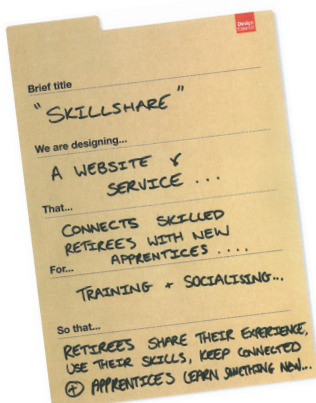 Design
Brief title
"SKILLSHARE"
We are designing...
A WEBSITE &
SERVICE ...
That...
CONNECTS SKILLED
RETIREES WITH NEW
APPRENTICES ....
For...
TRAINING + SOCIALISING...
So that...
RETIREES SHARE THEIR EXPERIENCE,
USE THEIR SKILLS, KEEP CONNECTED
+ APPRENTICES LEARN SOMETHING NEW...